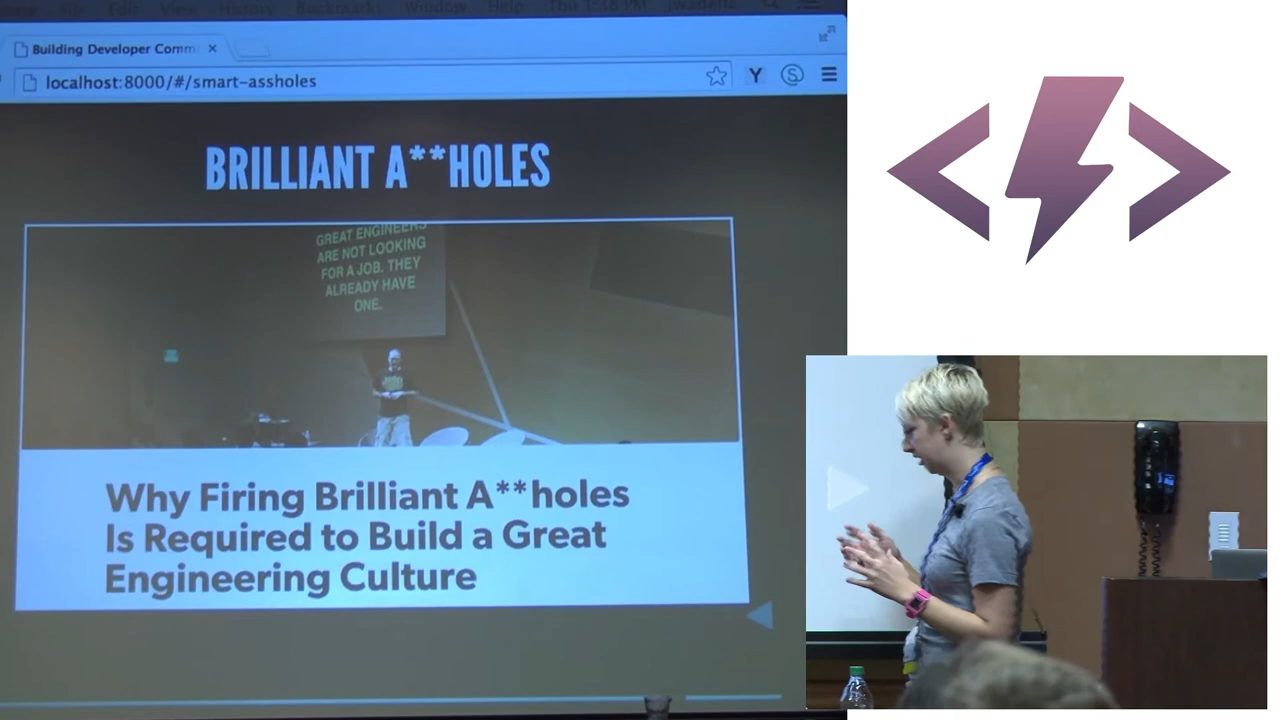 File Edit View History Bookmarks Window Help Thu 1:48 PM jwadella
Building Developer Comm
localhost:8000/#/smart-assholes
Y
S
BRILLIANT A**HOLES
GREAT ENGINEERS
ARE NOT LOOKING
FOR A JOB. THEY
ALREADY HAVE
ONE.
Why Firing Brilliant A**holes
Is Required to Build a Great
Engineering Culture